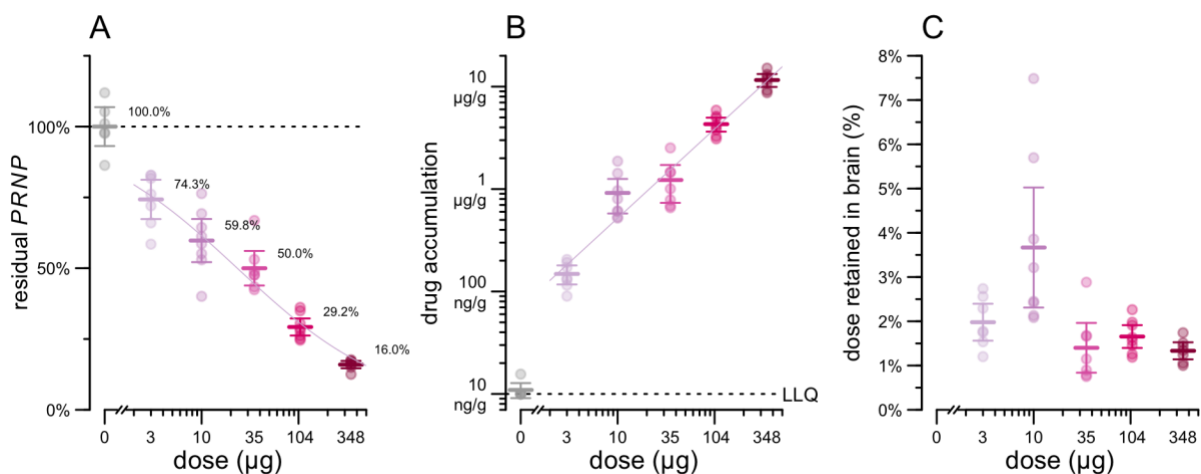 A
residual PRNP
100%
50%
0%
100.0%
74.3%
59.8%
50.0%
29.2%
16.0%
0 3 10 35 104 348
dose (µg)
B
drug accumulation
10
µg/g
1
µg/g
100
ng/g
10
ng/g
LLQ
0 3 10 35 104 348
dose (µg)
C
dose retained in brain (%)
8%
7%
6%
5%
4%
3%
2%
1%
0%
0 3 10 35 104 348
dose (µg)